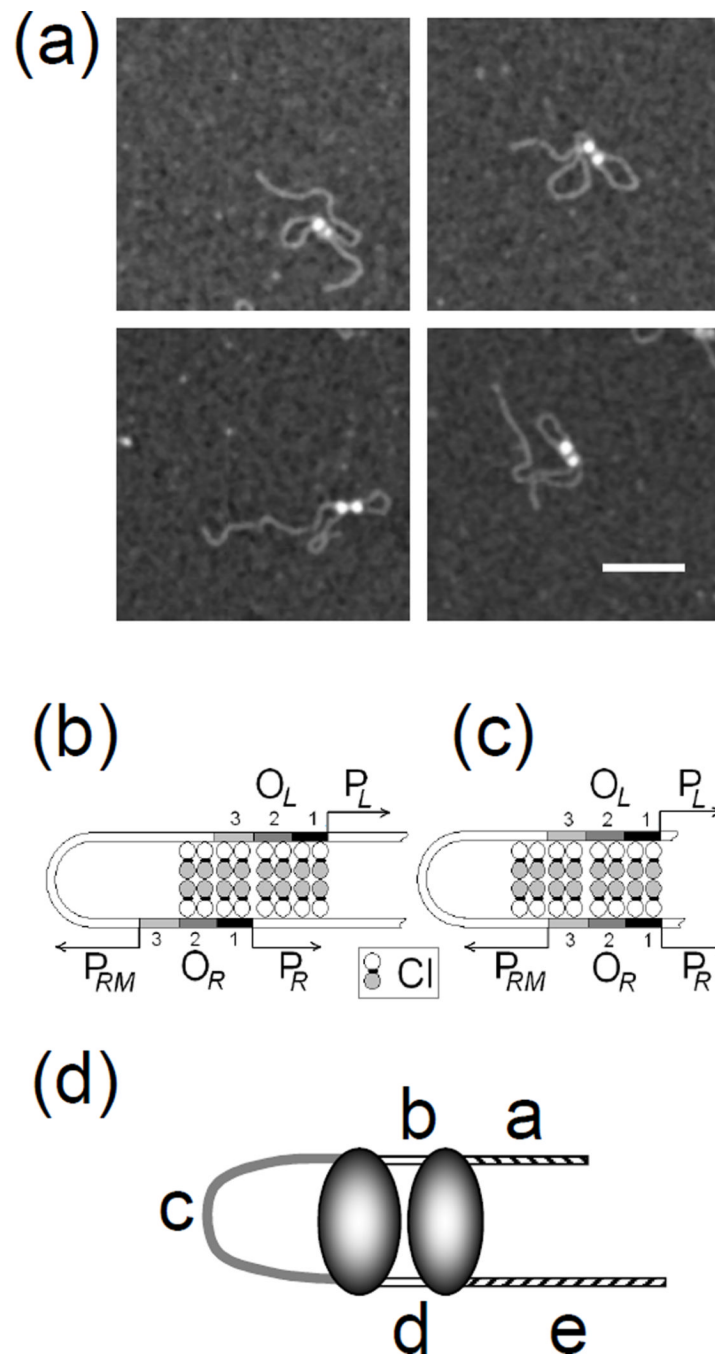 (a)
(b)
(c)
O_L P_L
3 2 1
3 2 1
P_RM O_R P_R
CI
O_L P_L
3 2 1
3 2 1
P_RM O_R P_R
(d)
b a
c
d e